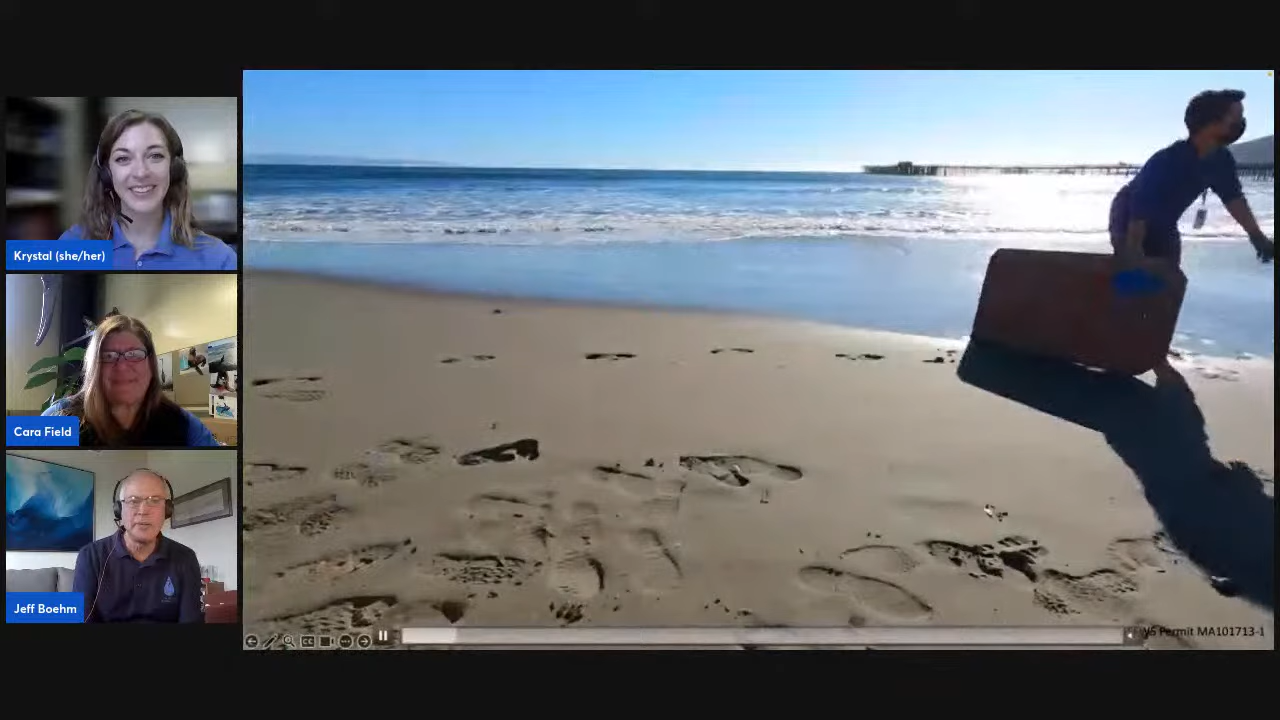 Krystal (she/her)
Cara Field
Jeff Boehm
Permit MA101713-1